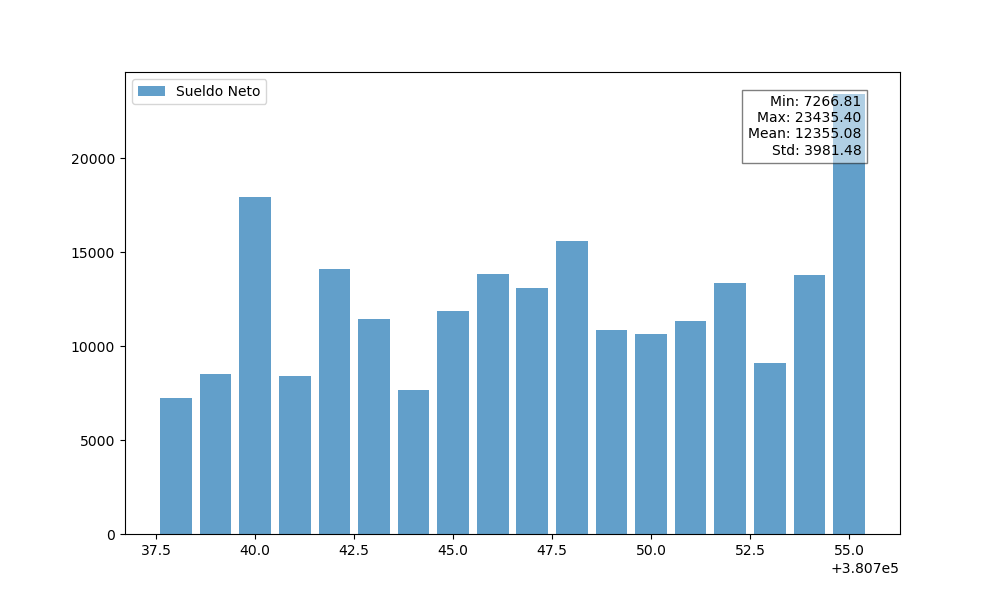 Sueldo Neto
Min: 7266.81
Max: 23435.40
Mean: 12355.08
Std: 3981.48
20000
15000
10000
5000
0
37.5 40.0 42.5 45.0 47.5 50.0 52.5 55.0
+3.807e5